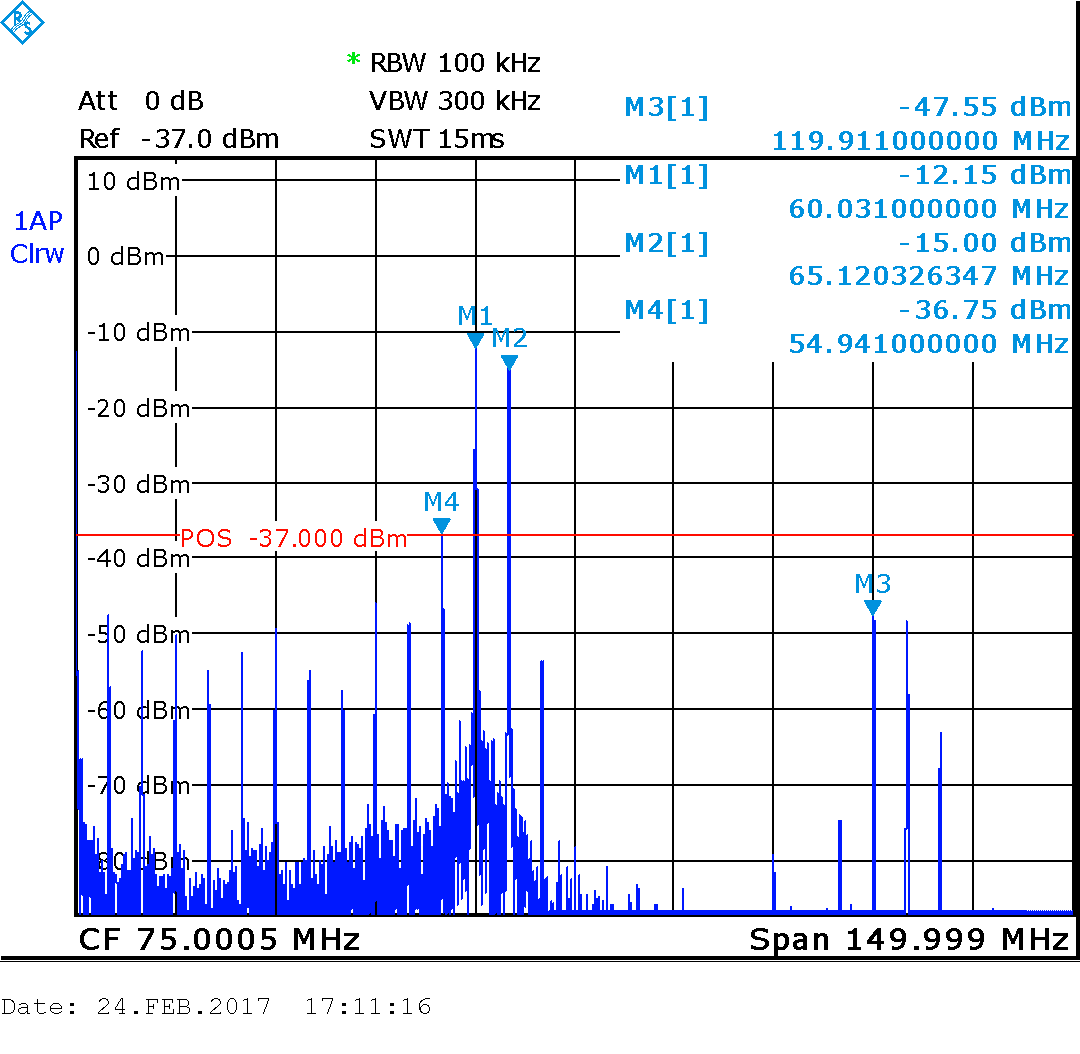 R&S
* RBW 100 kHz
Att 0 dB VBW 300 kHz
Ref -37.0 dBm SWT 15ms
M3[1] -47.55 dBm
119.911000000 MHz
M1[1] -12.15 dBm
60.031000000 MHz
M2[1] -15.00 dBm
65.120326347 MHz
M4[1] -36.75 dBm
54.941000000 MHz
1AP
Clrw
10 dBm
0 dBm
-10 dBm
-20 dBm
-30 dBm
-40 dBm
-50 dBm
-60 dBm
-70 dBm
-80 dBm
M1
M2
M4
POS -37.000 dBm
M3
CF 75.0005 MHz Span 149.999 MHz
Date: 24.FEB.2017 17:11:16